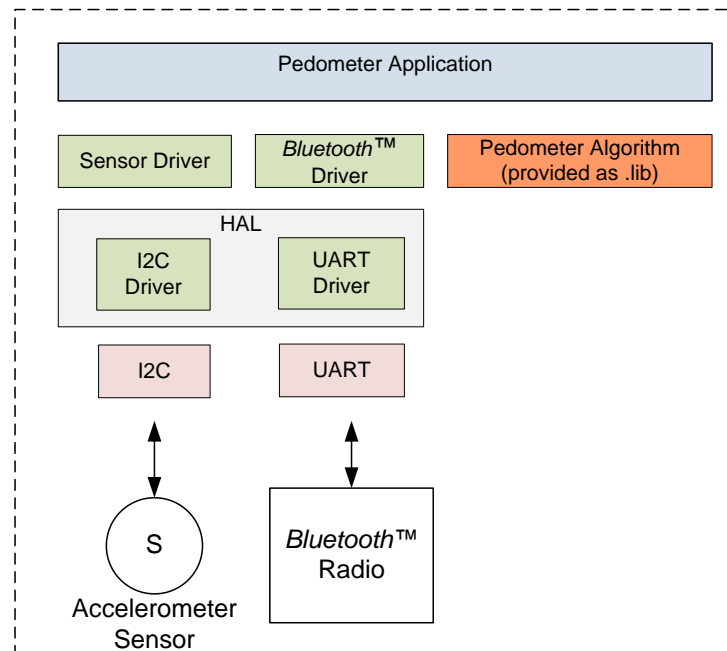 Pedometer Application
Sensor Driver
Bluetooth™
Driver
Pedometer Algorithm
(provided as .lib)
HAL
I2C
Driver
UART
Driver
I2C
UART
S
Accelerometer
Sensor
Bluetooth™
Radio